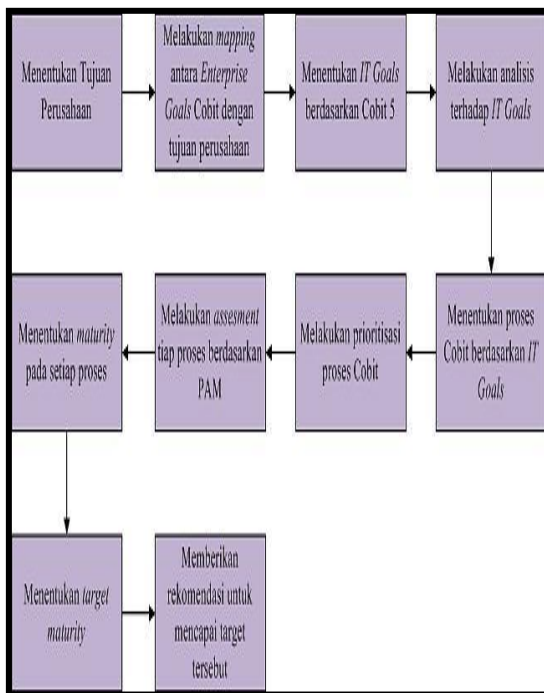 Menentukan Tujuan
Perusahaan
Melakukan mapping
antara Enterprise
Goals Cobit dengan
tujuan perusahaan
Menentukan IT Goals
berdasarkan Cobit 5
Melakukan analisis
terhadap IT Goals
Menentukan proses
Cobit berdasarkan IT
Goals
Melakukan prioritisasi
proses Cobit
Melakukan assesment
tiap proses berdasarkan
PAM
Menentukan maturity
pada setiap proses
Menentukan target
maturity
Memberikan
rekomendasi untuk
mencapai target
tersebut